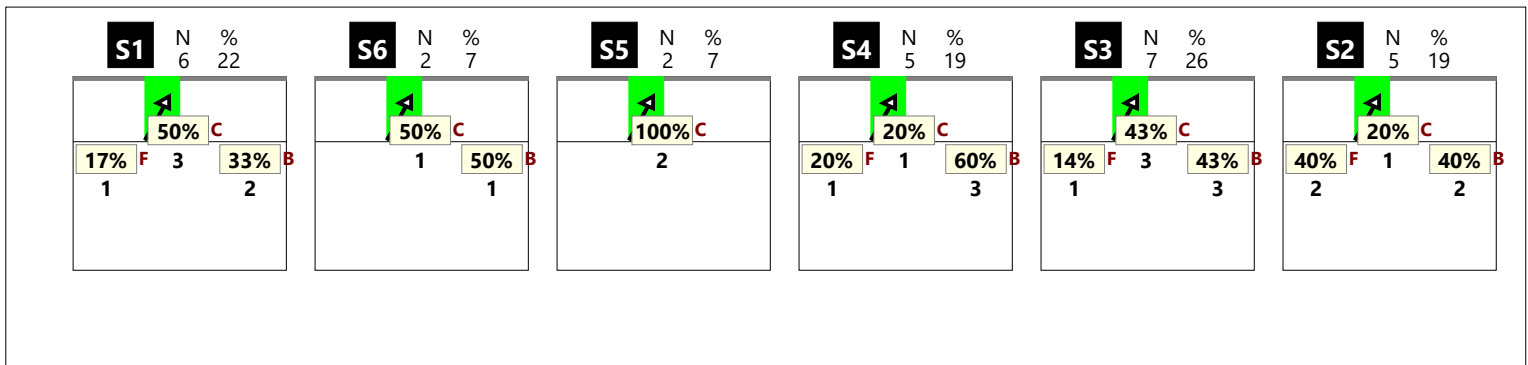 S1 N % S6 N % S5 N % S4 N % S3 N % S2 N %
6 22 2 7 2 7 5 19 7 26 5 19
50% C 50% C 100% C 20% C 43% C 20% C
17% F 3 33% B 1 50% B 2 20% F 1 60% B 14% F 3 43% B 40% F 1 40% B
1 2 1 1 3 1 3 2 2